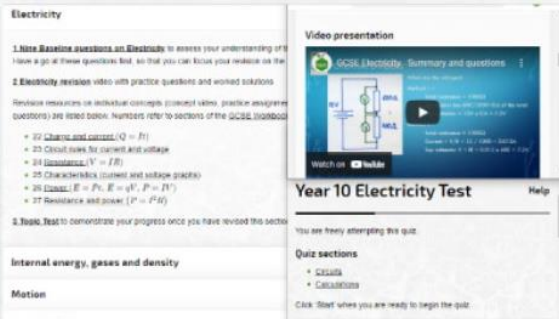 Electricity
1 Nine Baseline questions on Electricity to assess your understanding of
Have a go at these questions first, so that you can focus your revision on the
2 Electricity revision video with practice questions and worked solutions
Revision resources on individual concepts (concept video, practice assignme
questions) are listed below. Numbers refer to sections of the GCSE Workboo
22 Charge and current (Q = It)
23 Circuit rules for current and voltage
24 Resistance (V = IR)
25 Characteristics (current and voltage graphs)
26 Power (E = Pt, E = qV, P = IV)
27 Resistance and power (P = I²R)
3 Topic Test to demonstrate your progress once you have revised this sectio
Internal energy, gases and density
Motion
Video presentation
GCSE Electricity Summary and questions
Watch on YouTube
Year 10 Electricity Test
Help
You are freely attempting this quiz.
Quiz sections
Circuits
Calculations
Click 'Start' when you are ready to begin the quiz